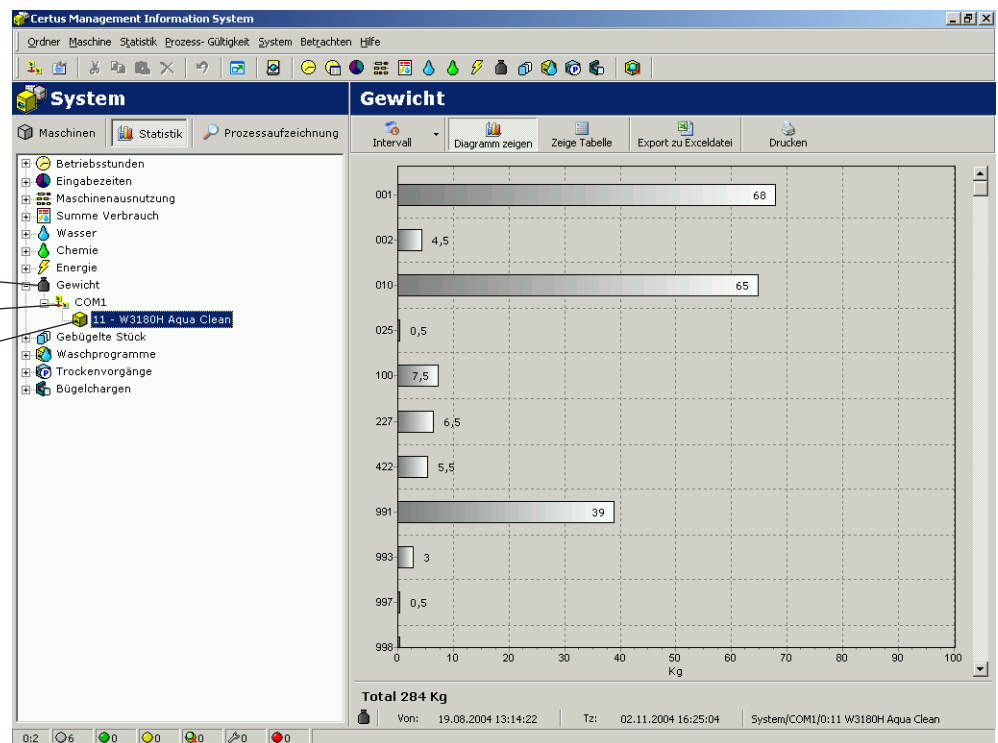 Certus Management Information System
Ordner Maschine Statistik Prozess- Gültigkeit System Betrachten Hilfe
System
Gewicht
Maschinen Statistik Prozessaufzeichnung
Intervall Diagramm zeigen Zeige Tabelle Export zu Exceldatei Drucken
Betriebsstunden
Eingabezeiten
Maschinenausnutzung
Summe Verbrauch
Wasser
Chemie
Energie
Gewicht
COM1
11 - W3180H Aqua Clean
Gebügelte Stück
Waschprogramme
Trockenvorgänge
Bügelchargen
001 68
002 4,5
010 65
025 0,5
100 7,5
227 6,5
422 5,5
991 39
993 3
997 0,5
998
0 10 20 30 40 50 60 70 80 90 100
Kg
Total 284 Kg
Von: 19.08.2004 13:14:22 Tz: 02.11.2004 16:25:04 System/COM1/0:11 W3180H Aqua Clean
0:2 6 0 0 0 0 0